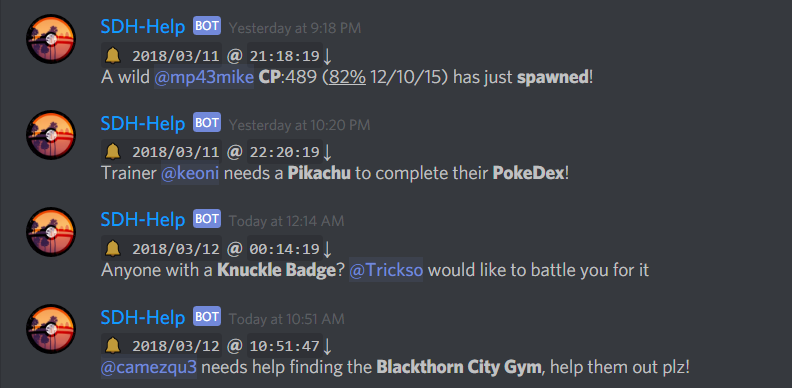 SDH-Help BOT Yesterday at 9:18 PM
🔔 2018/03/11 @ 21:18:19↓
A wild @mp43mike CP:489 (82% 12/10/15) has just spawned!
SDH-Help BOT Yesterday at 10:20 PM
🔔 2018/03/11 @ 22:20:19↓
Trainer @keoni needs a Pikachu to complete their PokeDex!
SDH-Help BOT Today at 12:14 AM
🔔 2018/03/12 @ 00:14:19↓
Anyone with a Knuckle Badge? @Trickso would like to battle you for it
SDH-Help BOT Today at 10:51 AM
🔔 2018/03/12 @ 10:51:47↓
@camezqu3 needs help finding the Blackthorn City Gym, help them out plz!